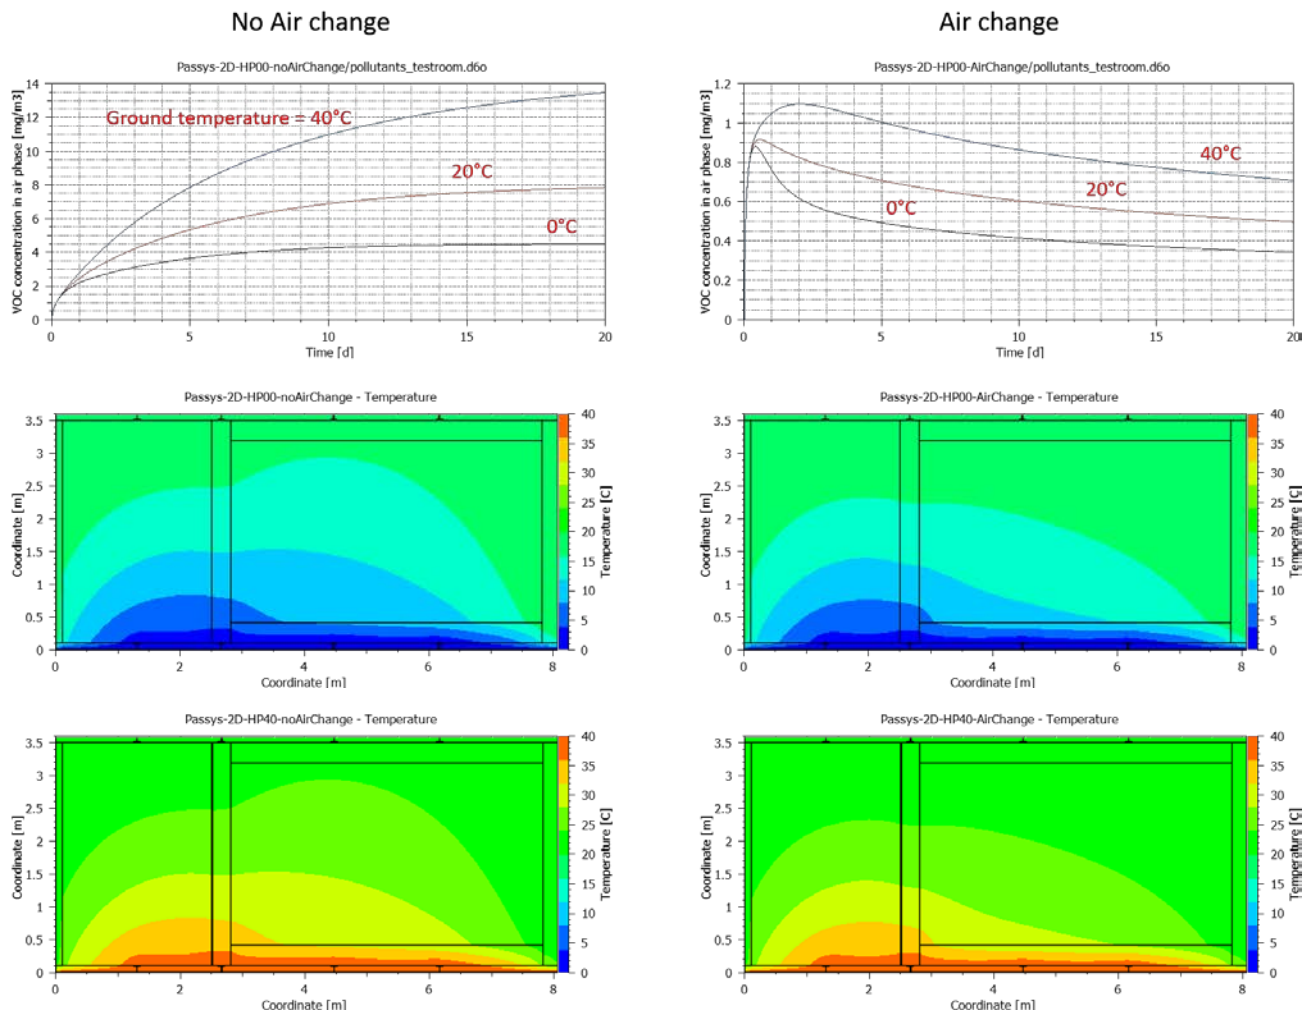 No Air change
Air change
Passys-2D-HP00-noAirChange/pollutants_testroom.d6o
VOC concentration in air phase [mg/m3]
14
12
10
8
6
4
2
0
Ground temperature = 40°C
20°C
0°C
0 5 10 15 20
Time [d]
Passys-2D-HP00-AirChange/pollutants_testroom.d6o
VOC concentration in air phase [mg/m3]
1.2
1
0.8
0.6
0.4
0.2
0
40°C
20°C
0°C
0 5 10 15 20
Time [d]
Passys-2D-HP00-noAirChange - Temperature
Coordinate [m]
3.5
3
2.5
2
1.5
1
0.5
0
0 2 4 6 8
Coordinate [m]
40
35
30
25
20
15
10
5
0
Temperature [C]
Passys-2D-HP00-AirChange - Temperature
Coordinate [m]
3.5
3
2.5
2
1.5
1
0.5
0
0 2 4 6 8
Coordinate [m]
40
35
30
25
20
15
10
5
0
Temperature [C]
Passys-2D-HP40-noAirChange - Temperature
Coordinate [m]
3.5
3
2.5
2
1.5
1
0.5
0
0 2 4 6 8
Coordinate [m]
40
35
30
25
20
15
10
5
0
Temperature [C]
Passys-2D-HP40-AirChange - Temperature
Coordinate [m]
3.5
3
2.5
2
1.5
1
0.5
0
0 2 4 6 8
Coordinate [m]
40
35
30
25
20
15
10
5
0
Temperature [C]